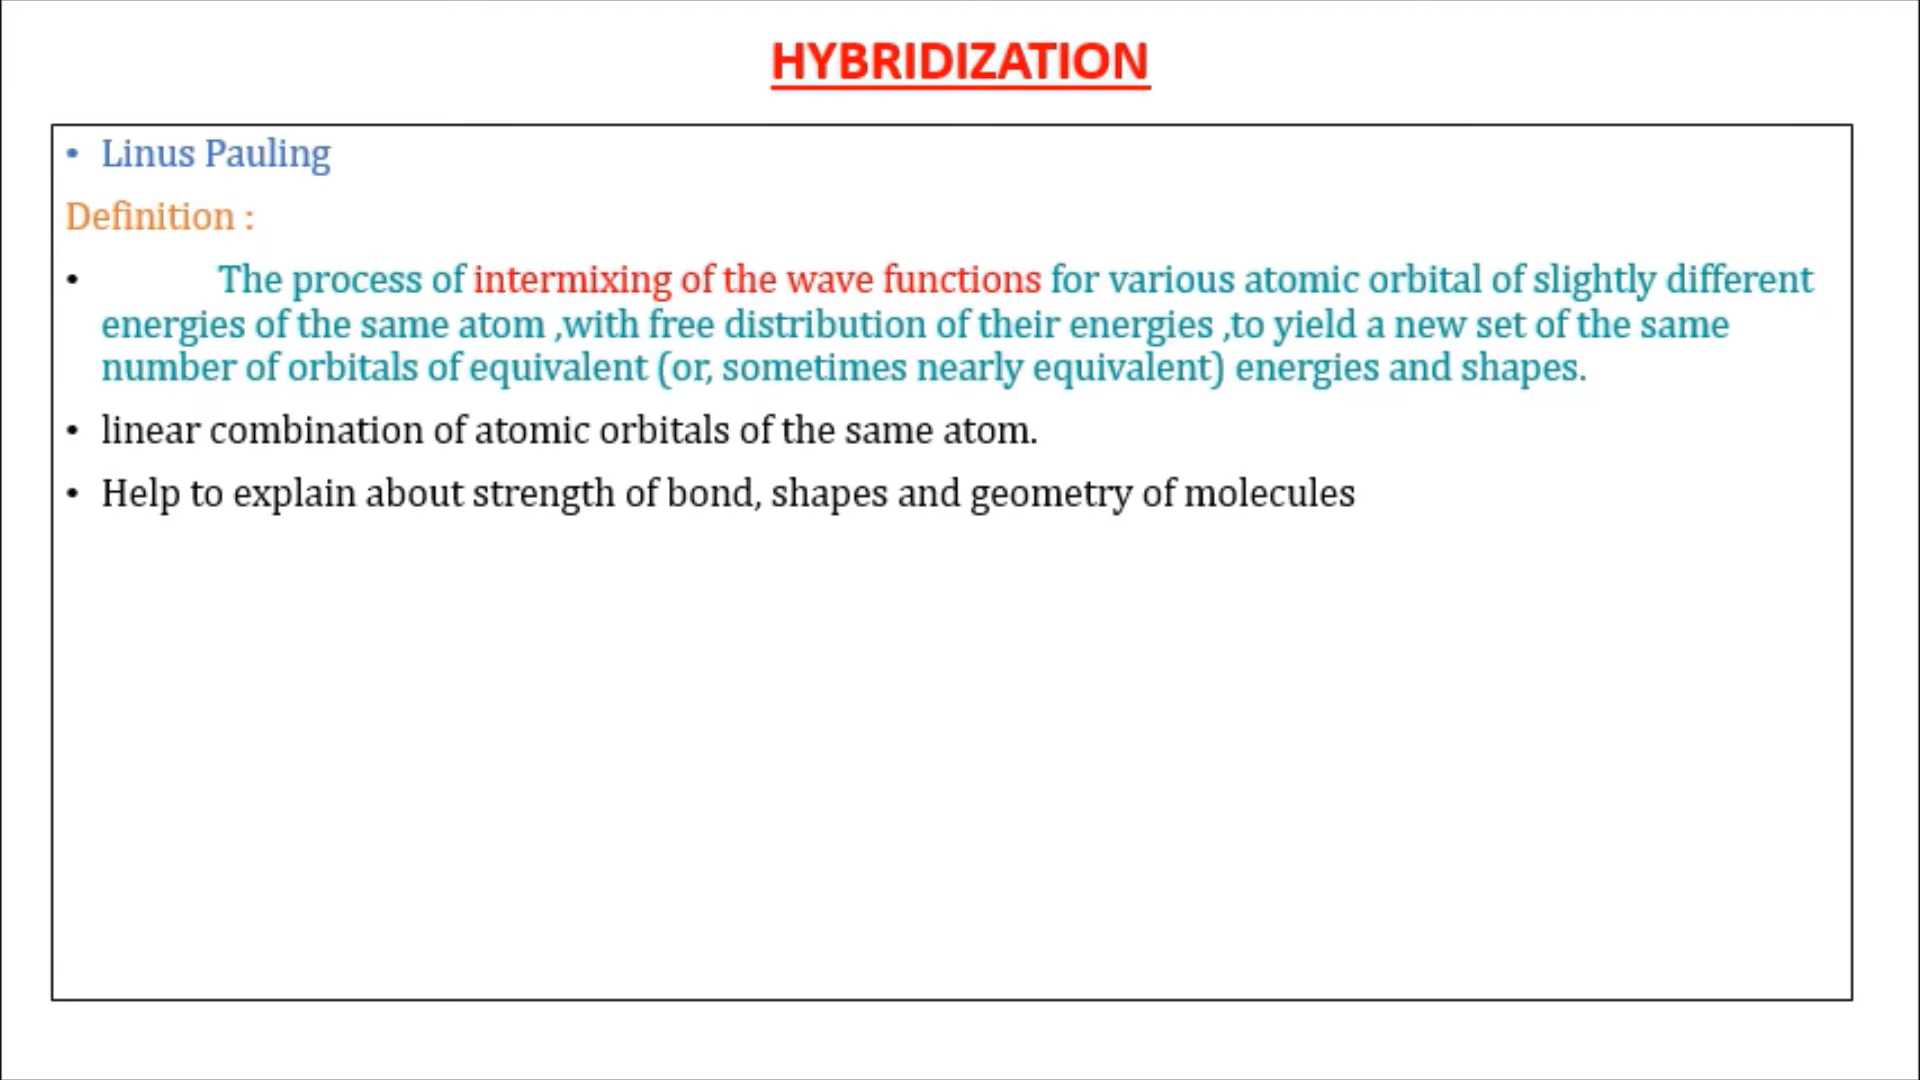 HYBRIDIZATION
• Linus Pauling
Definition :
• The process of intermixing of the wave functions for various atomic orbital of slightly different
energies of the same atom ,with free distribution of their energies ,to yield a new set of the same
number of orbitals of equivalent (or, sometimes nearly equivalent) energies and shapes.
• linear combination of atomic orbitals of the same atom.
• Help to explain about strength of bond, shapes and geometry of molecules